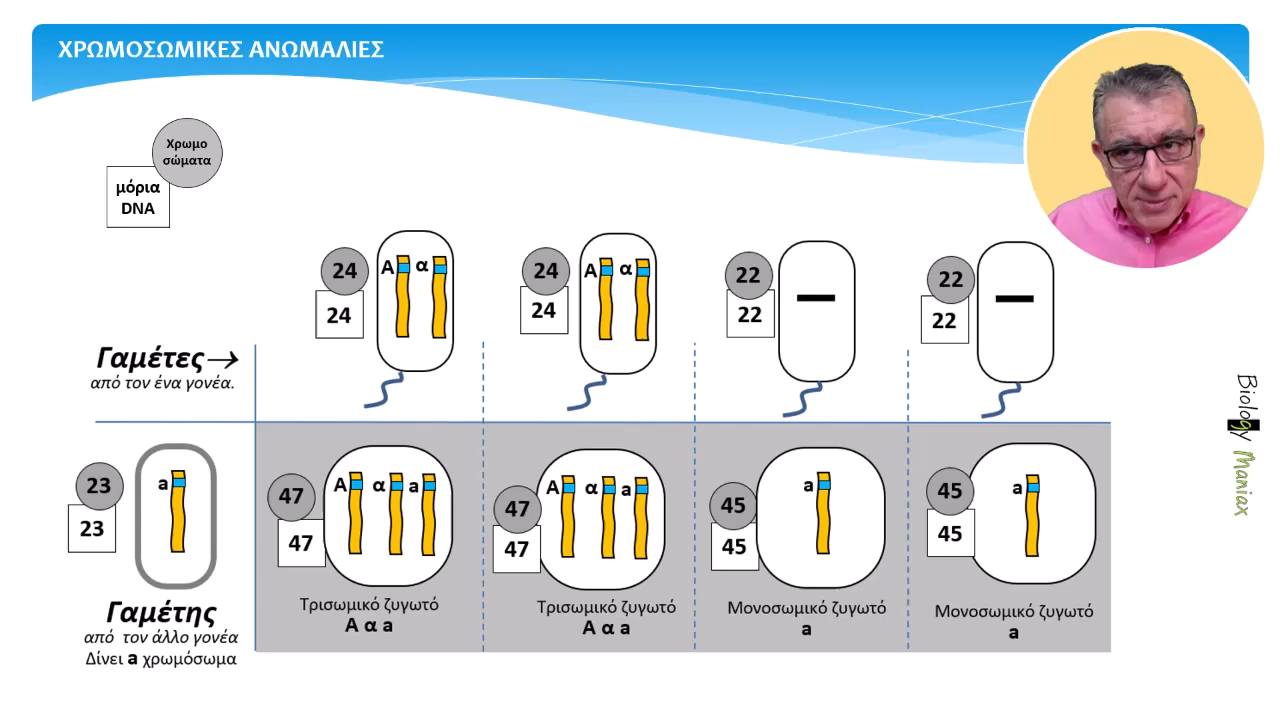 ΧΡΩΜΟΣΩΜΙΚΕΣ ΑΝΩΜΑΛΙΕΣ
Χρωμο
σώματα
μόρια
DNA
24
24
Α α
24
24
Α α
22
22
22
22
Γαμέτες→
από τον ένα γονέα.
23
23
a
47
47
Α α a
47
47
Α α a
45
45
a
45
45
a
Τρισωμικό ζυγωτό
Α α a
Τρισωμικό ζυγωτό
Α α a
Μονοσωμικό ζυγωτό
a
Μονοσωμικό ζυγωτό
a
Γαμέτης
από τον άλλο γονέα
Δίνει a χρωμόσωμα
Biology Maniax